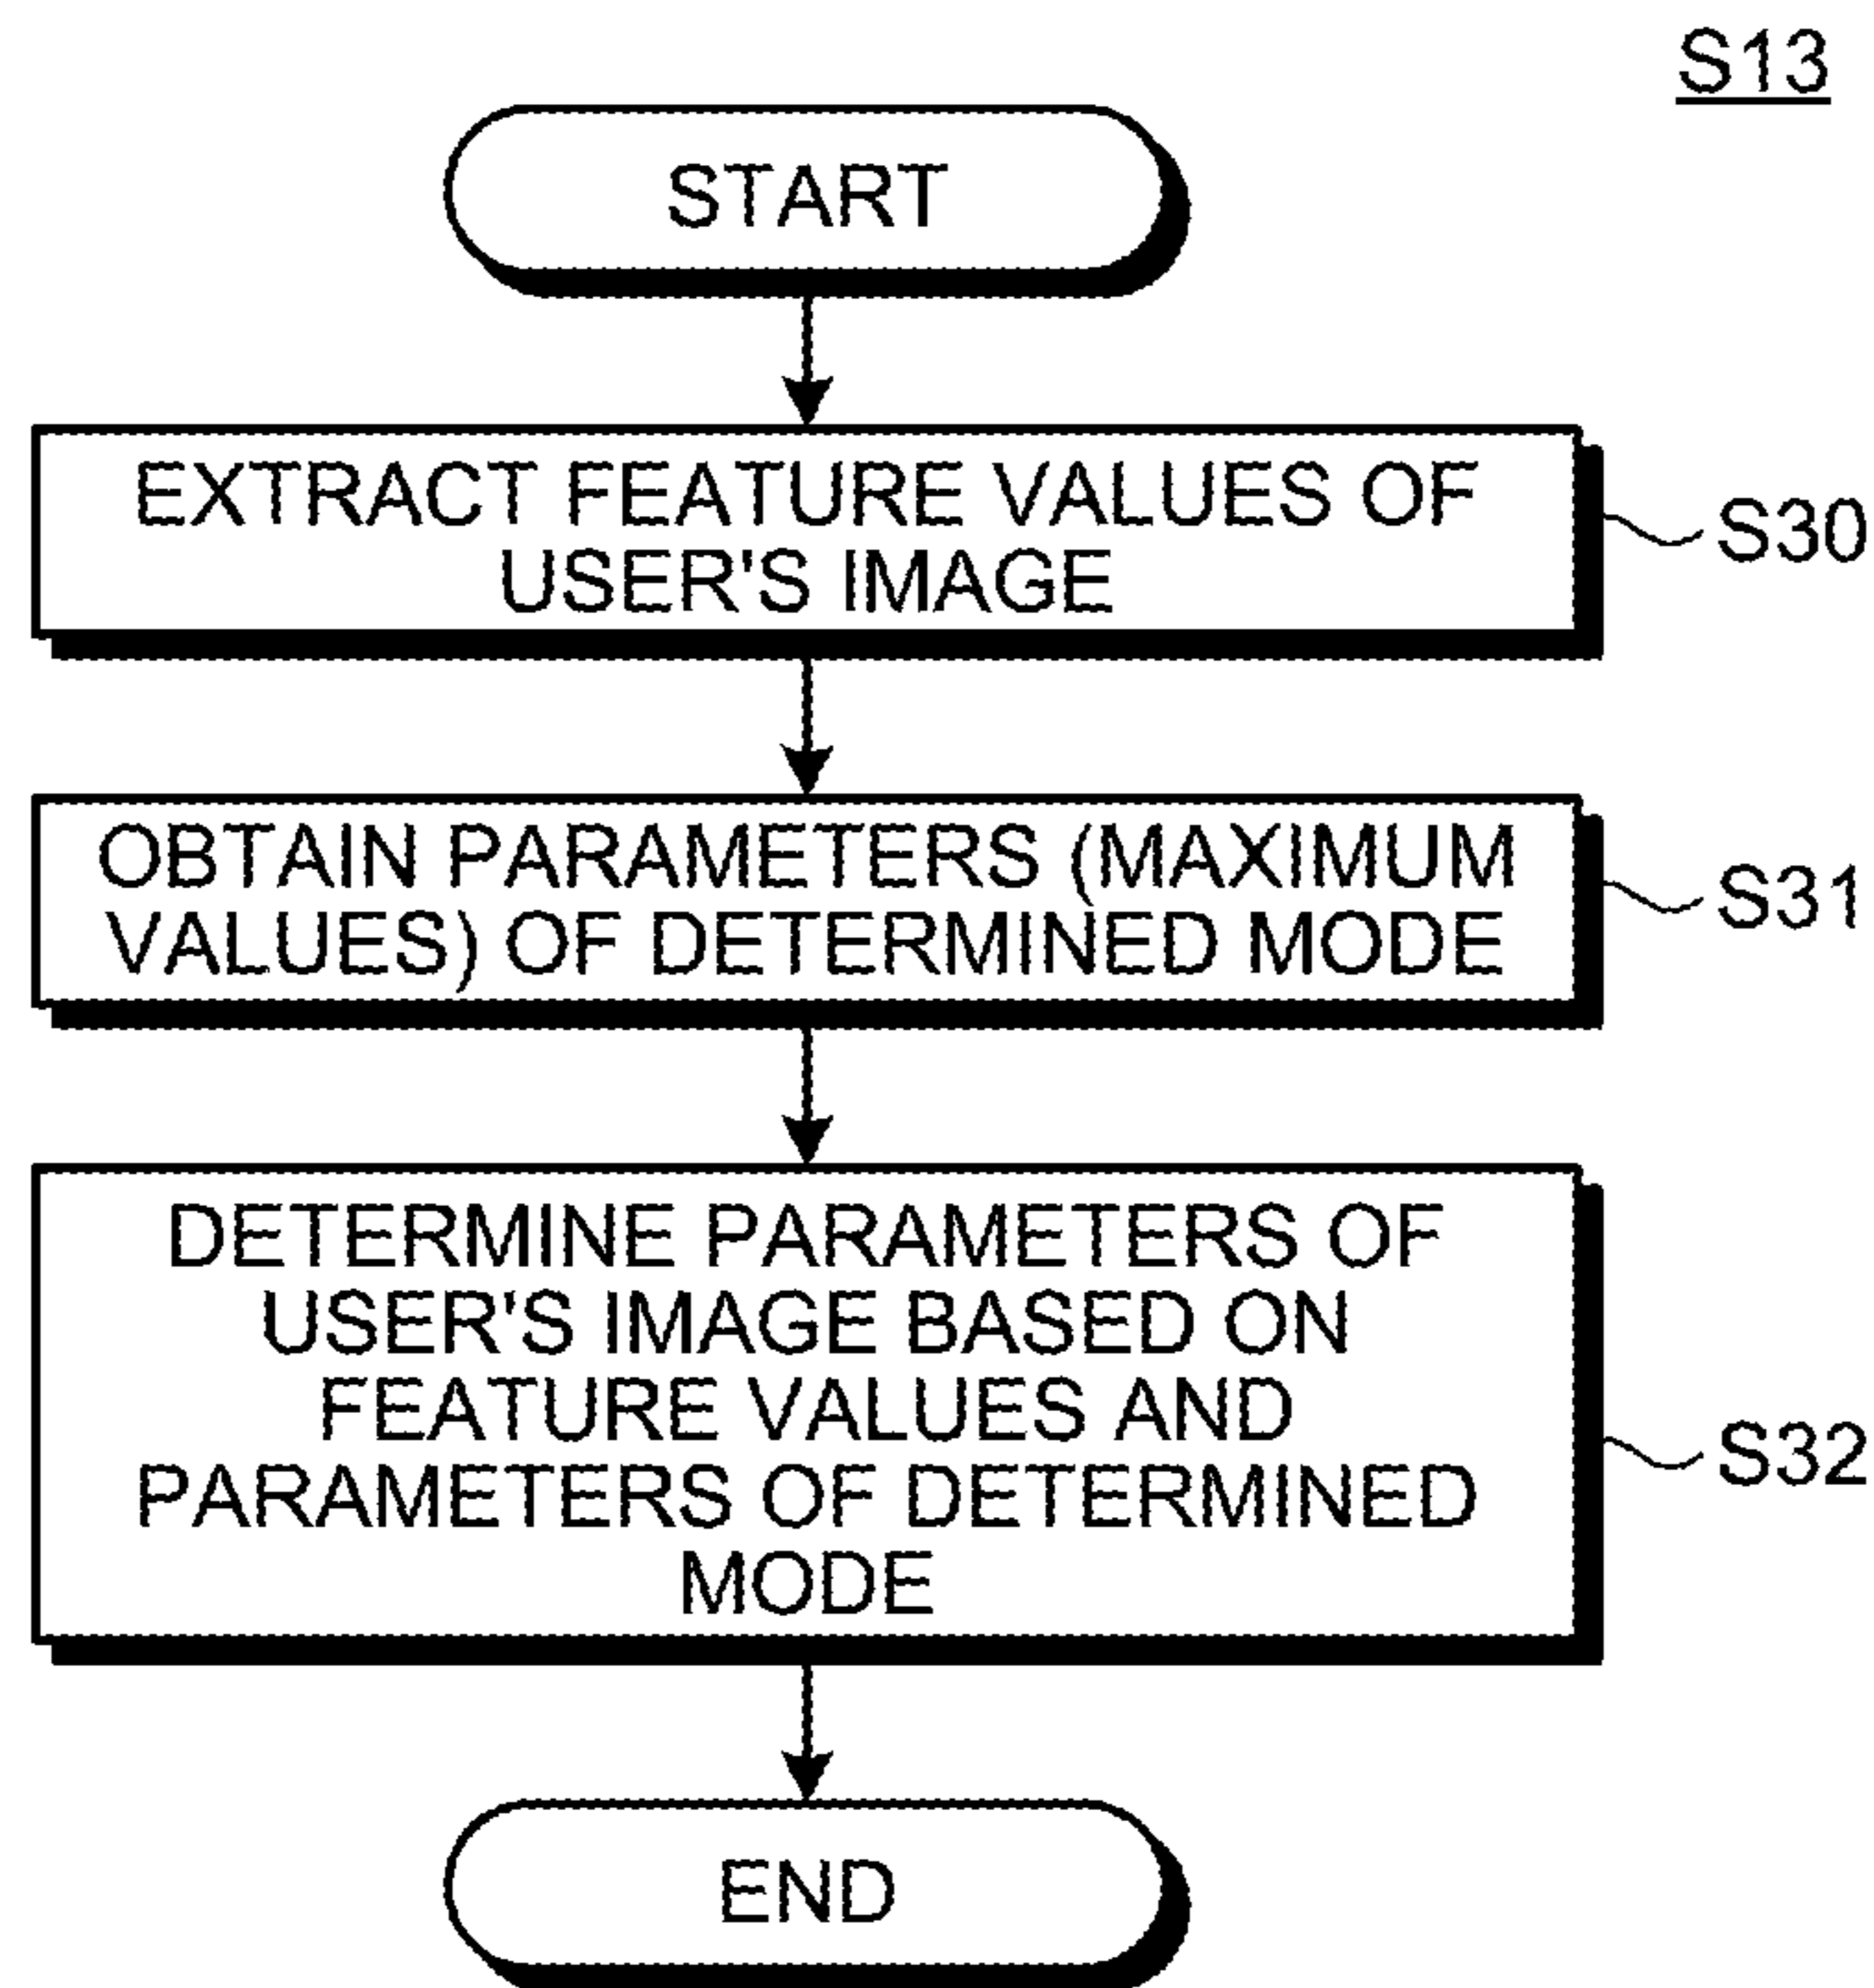 S13
START
EXTRACT FEATURE VALUES OF
USER'S IMAGE
S30
OBTAIN PARAMETERS (MAXIMUM
VALUES) OF DETERMINED MODE
S31
DETERMINE PARAMETERS OF
USER'S IMAGE BASED ON
FEATURE VALUES AND
PARAMETERS OF DETERMINED
MODE
S32
END